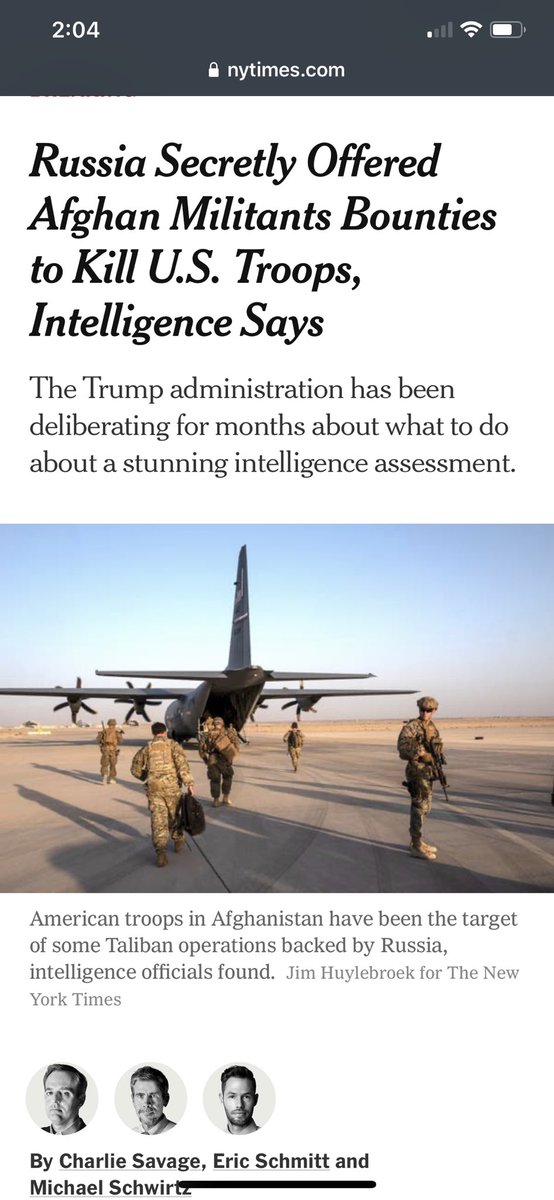 2:04
nytimes.com
Russia Secretly Offered
Afghan Militants Bounties
to Kill U.S. Troops,
Intelligence Says
The Trump administration has been
deliberating for months about what to do
about a stunning intelligence assessment.
American troops in Afghanistan have been the target
of some Taliban operations backed by Russia,
intelligence officials found. Jim Huylebroek for The New
York Times
By Charlie Savage, Eric Schmitt and
Michael Schwirtz